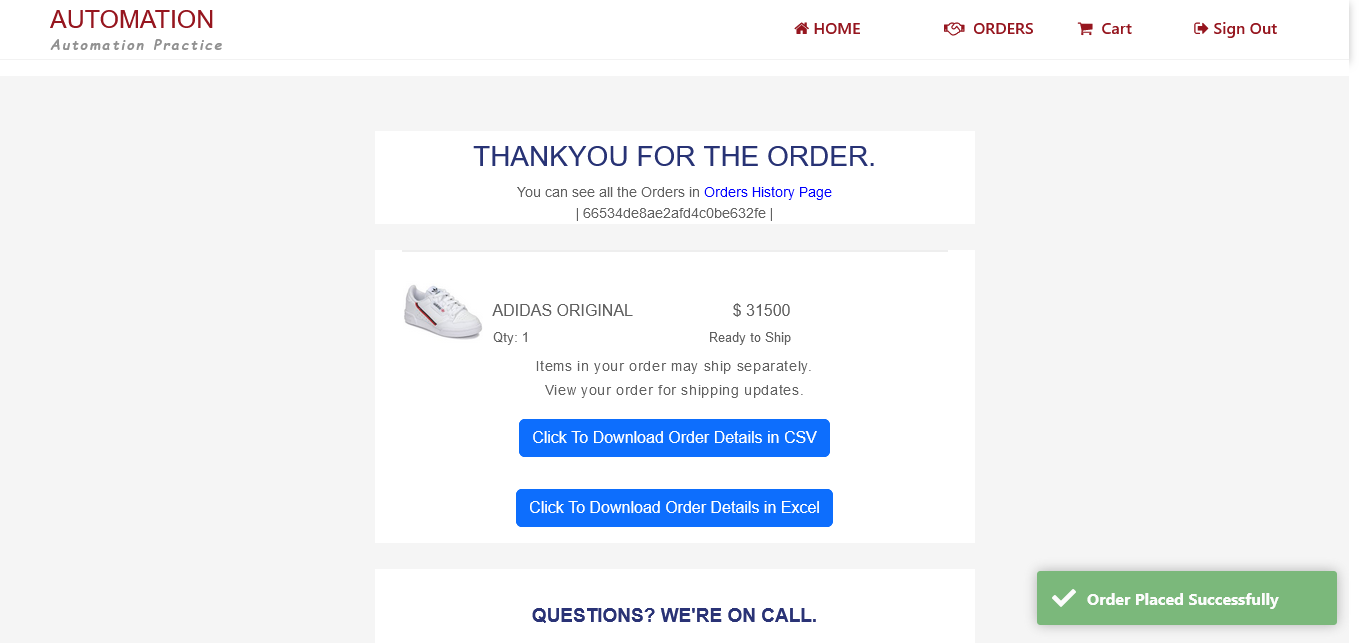 AUTOMATION
Automation Practice
HOME
ORDERS
Cart
Sign Out
THANKYOU FOR THE ORDER.
You can see all the Orders in Orders History Page
| 66534de8ae2afd4c0be632fe |
ADIDAS ORIGINAL
$ 31500
Qty: 1
Ready to Ship
Items in your order may ship separately.
View your order for shipping updates.
Click To Download Order Details in CSV
Click To Download Order Details in Excel
QUESTIONS? WE'RE ON CALL.
Order Placed Successfully